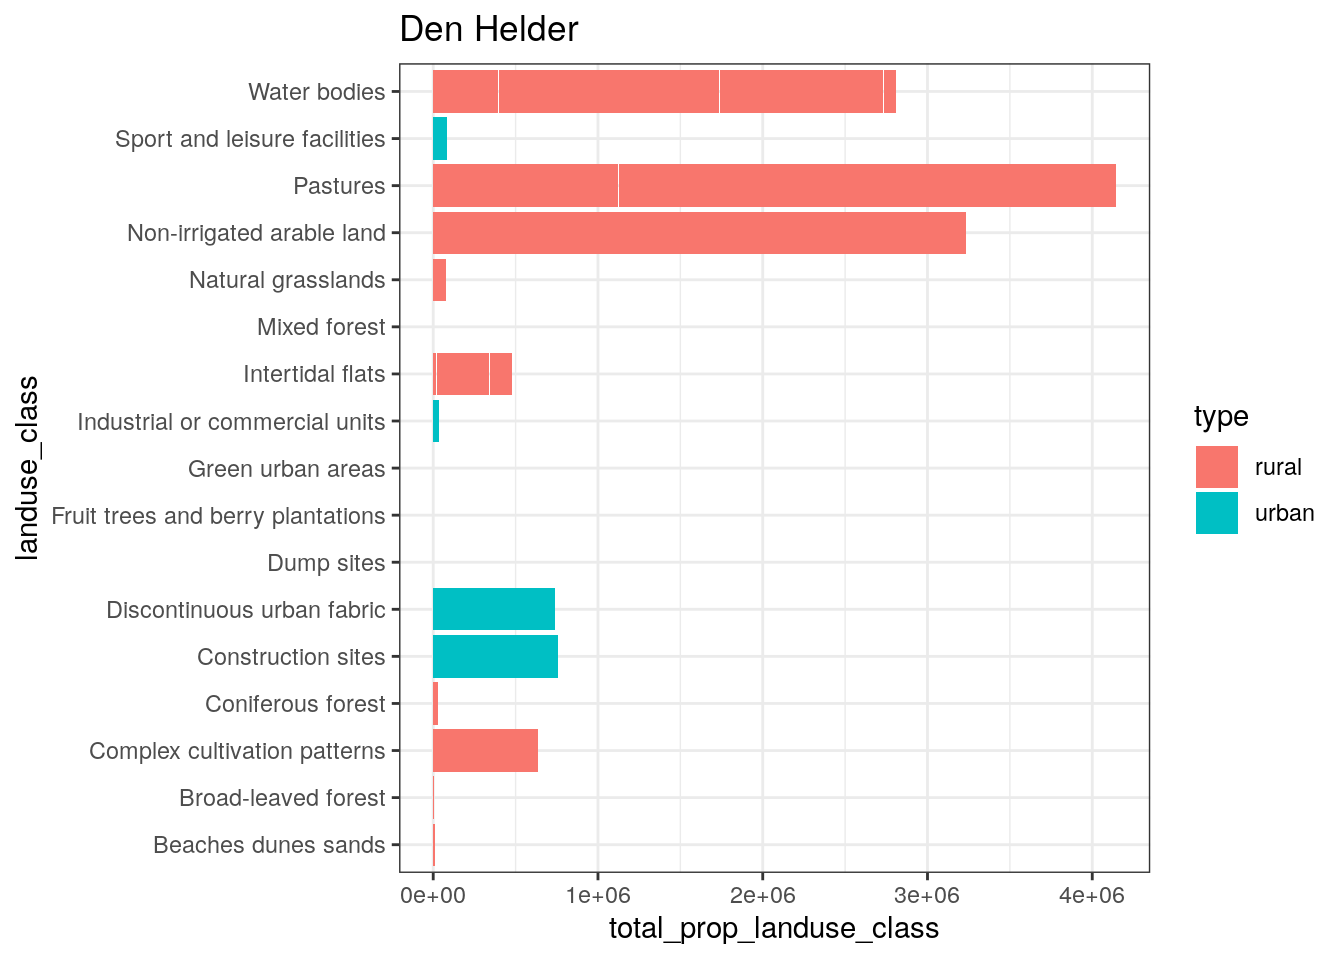 Den Helder
Water bodies
Sport and leisure facilities
Pastures
Non-irrigated arable land
Natural grasslands
Mixed forest
Intertidal flats
Industrial or commercial units
Green urban areas
Fruit trees and berry plantations
Dump sites
Discontinuous urban fabric
Construction sites
Coniferous forest
Complex cultivation patterns
Broad-leaved forest
Beaches dunes sands
landuse_class
0e+00 1e+06 2e+06 3e+06 4e+06
total_prop_landuse_class
type
rural
urban